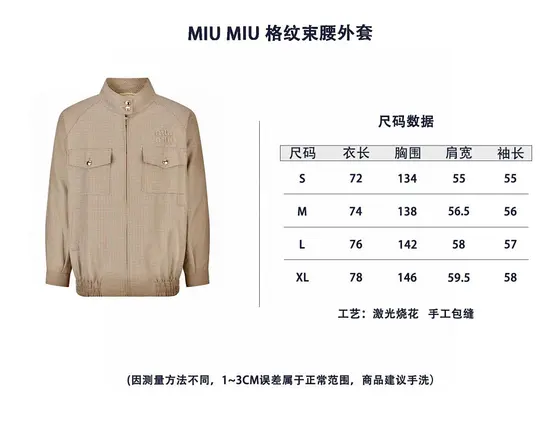 MIU MIU 格纹束腰外套
尺码数据
尺码 衣长 胸围 肩宽 袖长
S 72 134 55 55
M 74 138 56.5 56
L 76 142 58 57
XL 78 146 59.5 58
工艺：激光烧花 手工包缝
(因测量方法不同，1~3CM误差属于正常范围，商品建议手洗）